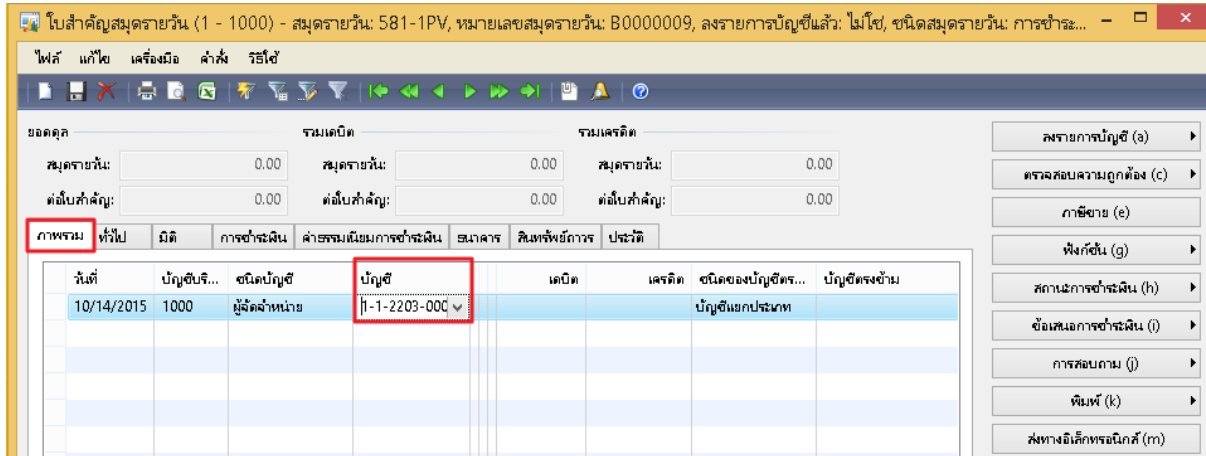 ใบสำคัญสมุดรายวัน (1 - 1000) - สมุดรายวัน: 581-1PV, หมายเลขสมุดรายวัน: B0000009, ลงรายการบัญชีแล้ว: ไม่ใช่, ชนิดสมุดรายวัน: การชำระ...
ไฟล์ แก้ไข เครื่องมือ คำสั่ง วิธีใช้
ยอดดุล รวมเดบิต รวมเครดิต
สมุดรายวัน: 0.00 สมุดรายวัน: 0.00 สมุดรายวัน: 0.00
ต่อใบสำคัญ: 0.00 ต่อใบสำคัญ: 0.00 ต่อใบสำคัญ: 0.00
ภาพรวม ทั่วไป มิติ การชำระเงิน ค่าธรรมเนียมการชำระเงิน ธนาคาร สินทรัพย์ถาวร ประวัติ
วันที่ บัญชีบริ... ชนิดบัญชี บัญชี เดบิต เครดิต ชนิดของบัญชีตร... บัญชีตรงข้าม
10/14/2015 1000 ผู้จัดจำหน่าย 1-1-2203-000 บัญชีแยกประเภท
ลงรายการบัญชี (a)
ตรวจสอบความถูกต้อง (c)
ภาษีขาย (e)
ฟังก์ชัน (g)
สถานะการชำระเงิน (h)
ข้อเสนอการชำระเงิน (i)
การสอบถาม (j)
พิมพ์ (k)
ส่งทางอิเล็กทรอนิกส์ (m)